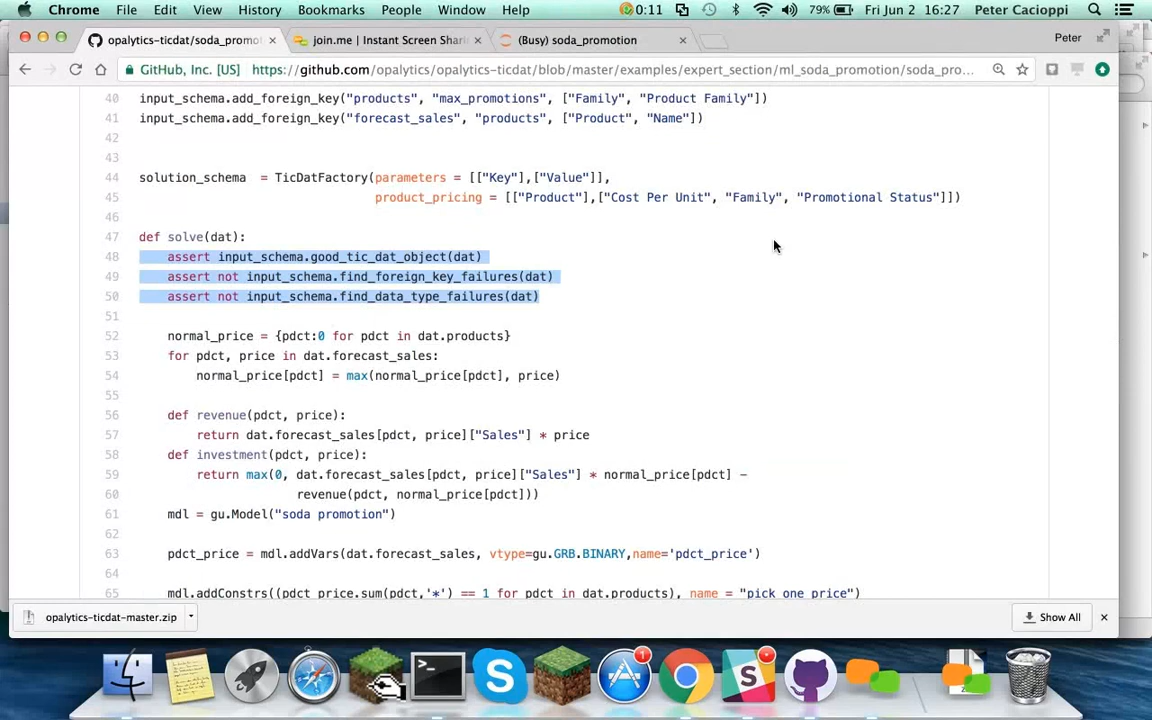 Chrome File Edit View History Bookmarks People Window Help 0:11 79% Fri Jun 2 16:27 Peter Cacioppi
opalytics-ticdat/soda_promot × join.me | Instant Screen Shari × (Busy) soda_promotion × Peter
GitHub, Inc. [US] https://github.com/opalytics/opalytics-ticdat/blob/master/examples/expert_section/ml_soda_promotion/soda_pro...
40 input_schema.add_foreign_key("products", "max_promotions", ["Family", "Product Family"])
41 input_schema.add_foreign_key("forecast_sales", "products", ["Product", "Name"])
42
43
44 solution_schema = TicDatFactory(parameters = [["Key"],["Value"]],
45 product_pricing = [["Product"],["Cost Per Unit", "Family", "Promotional Status"]])
46
47 def solve(dat):
48 assert input_schema.good_tic_dat_object(dat)
49 assert not input_schema.find_foreign_key_failures(dat)
50 assert not input_schema.find_data_type_failures(dat)
51
52 normal_price = {pdct:0 for pdct in dat.products}
53 for pdct, price in dat.forecast_sales:
54 normal_price[pdct] = max(normal_price[pdct], price)
55
56 def revenue(pdct, price):
57 return dat.forecast_sales[pdct, price]["Sales"] * price
58 def investment(pdct, price):
59 return max(0, dat.forecast_sales[pdct, price]["Sales"] * normal_price[pdct] -
60 revenue(pdct, normal_price[pdct]))
61 mdl = gu.Model("soda promotion")
62
63 pdct_price = mdl.addVars(dat.forecast_sales, vtype=gu.GRB.BINARY,name='pdct_price')
64
65 mdl.addConstrs((pdct_price.sum(pdct,'*') == 1 for pdct in dat.products), name = "pick_one_price")
opalytics-ticdat-master.zip Show All ×
1
S